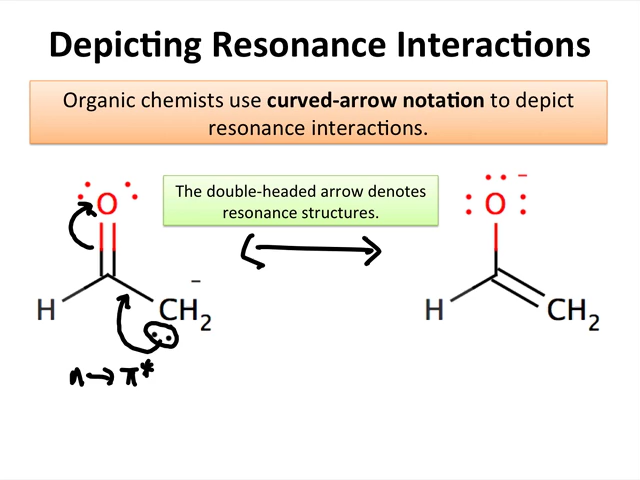 Depicting Resonance Interactions
Organic chemists use curved-arrow notation to depict
resonance interactions.
The double-headed arrow denotes
resonance structures.
O
H
CH2
−
n → π*
O
−
H
CH2